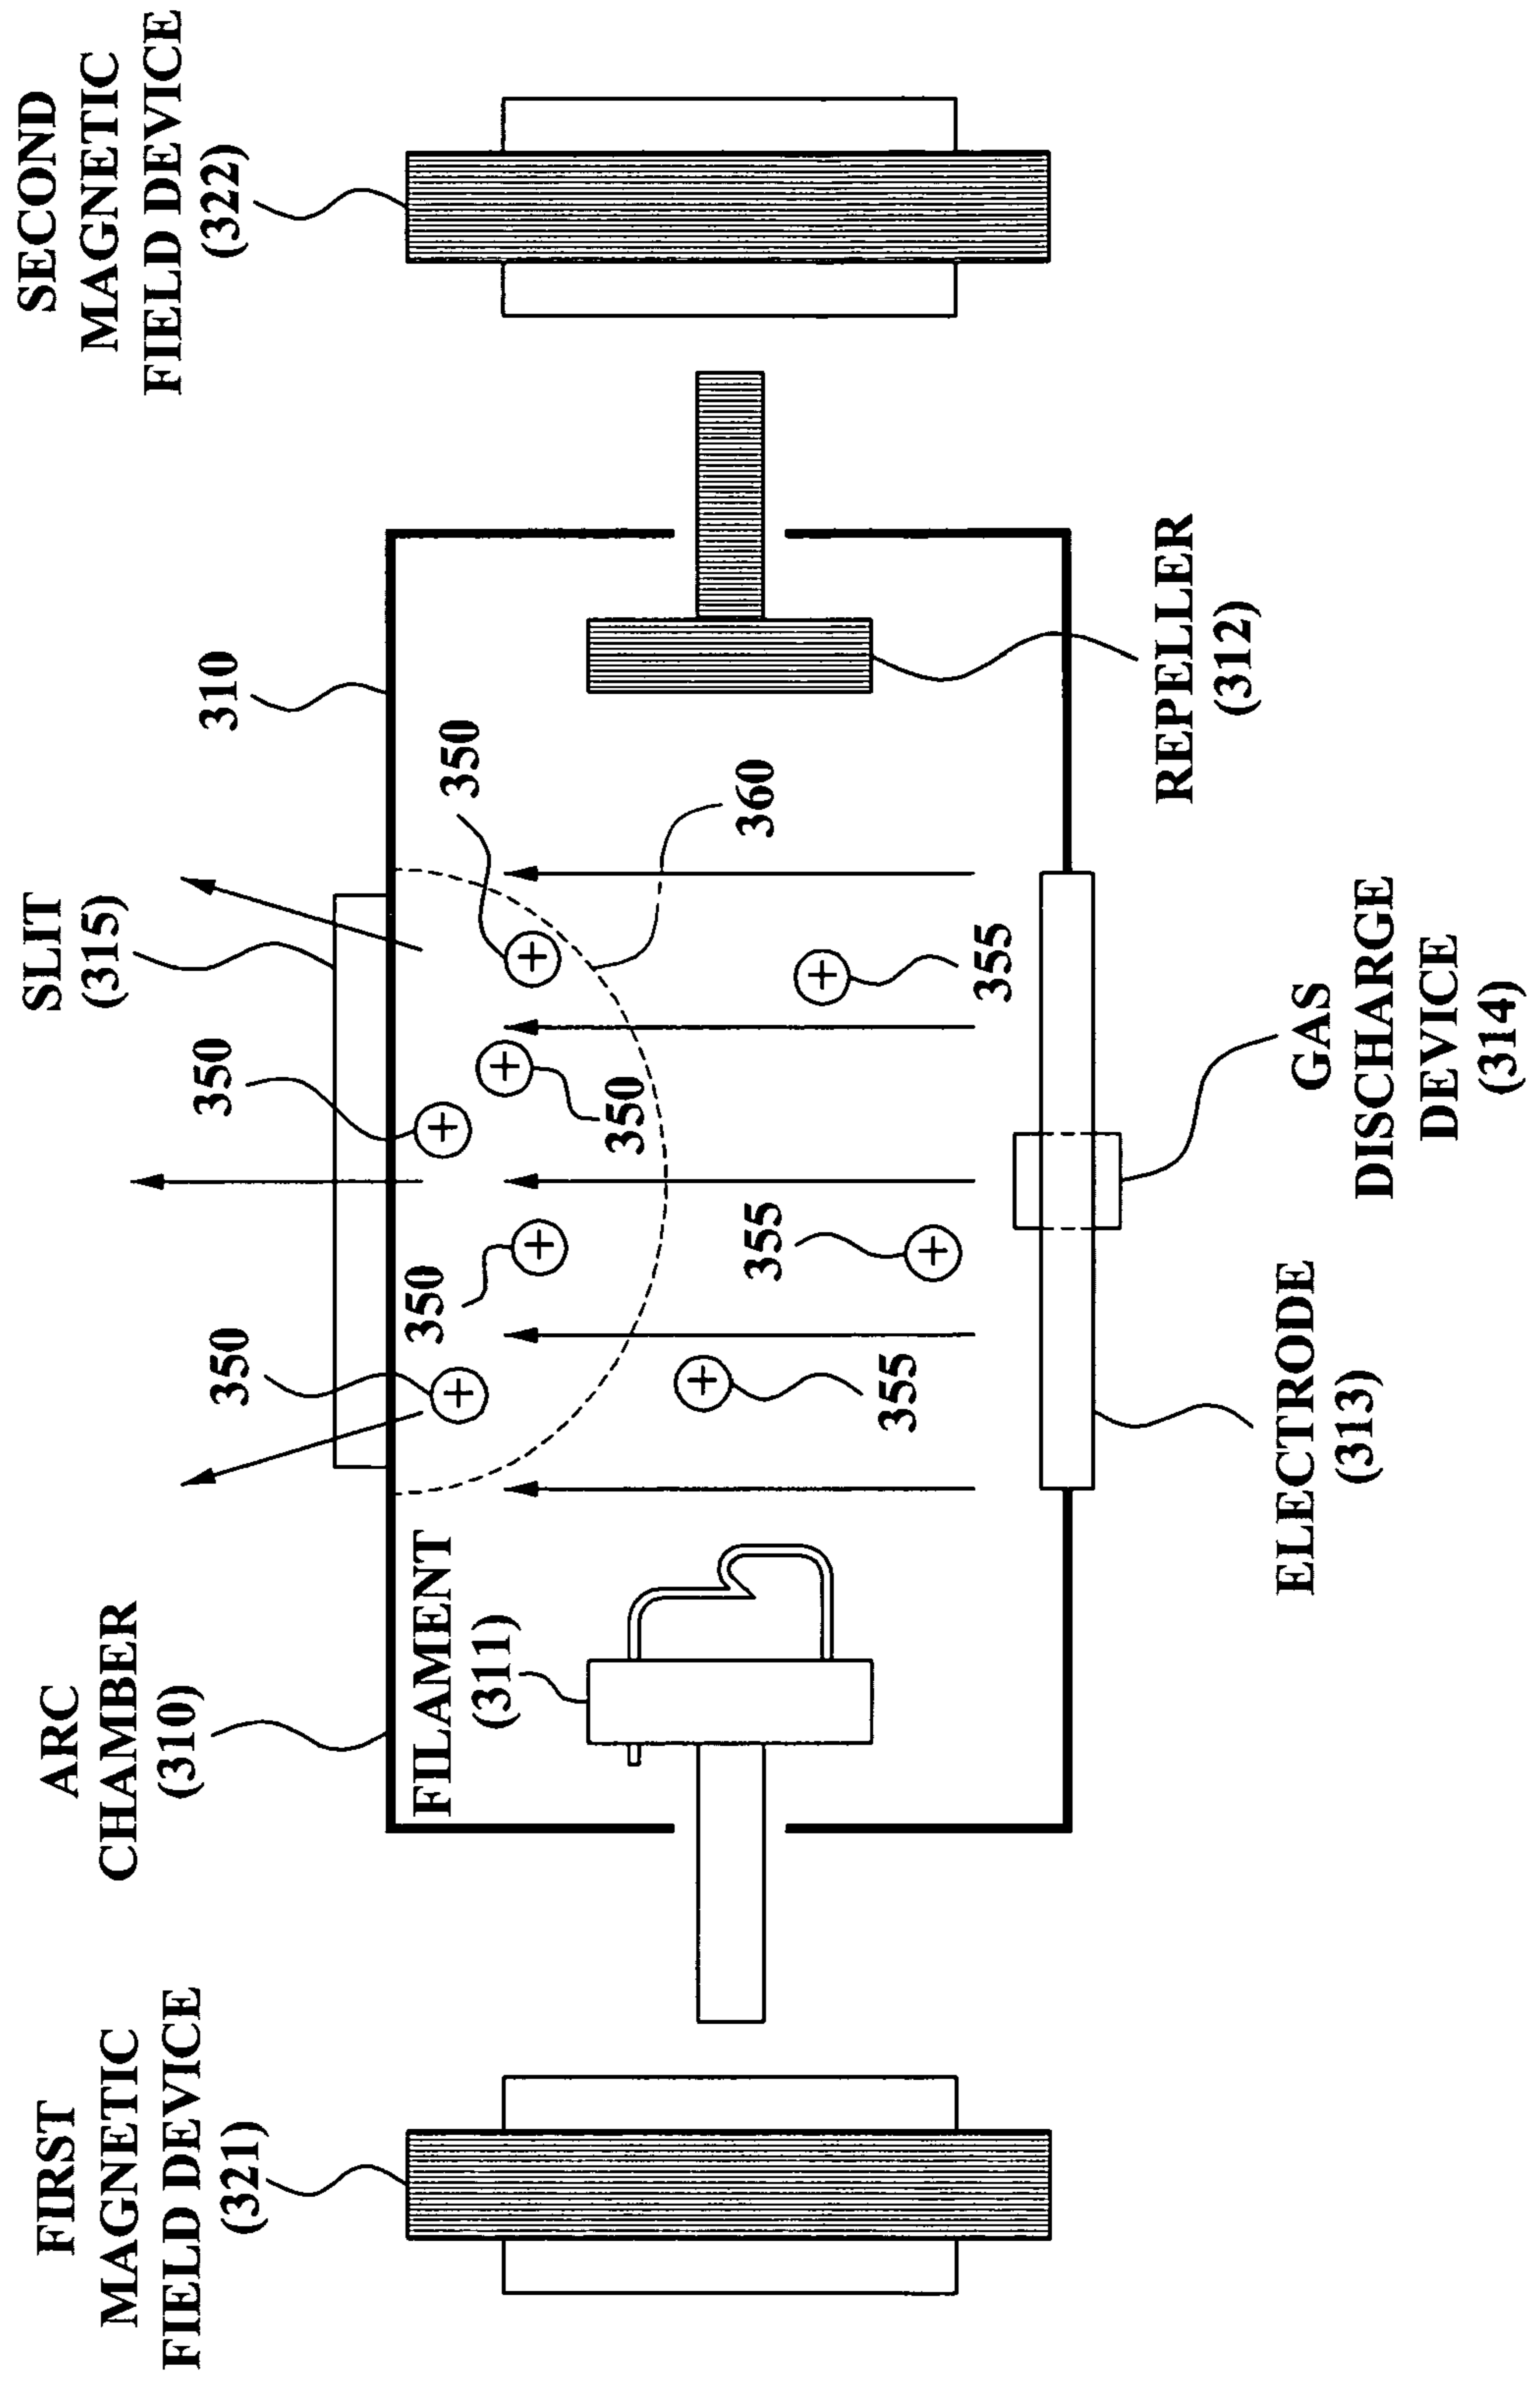 FIRST
MAGNETIC
FIELD DEVICE
(321)
ARC
CHAMBER
(310)
SLIT
(315)
310
SECOND
MAGNETIC
FIELD DEVICE
(322)
FILAMENT
(311)
350
350
350
350
350
360
355
355
355
ELECTRODE
(313)
GAS
DISCHARGE
DEVICE
(314)
REPELLER
(312)